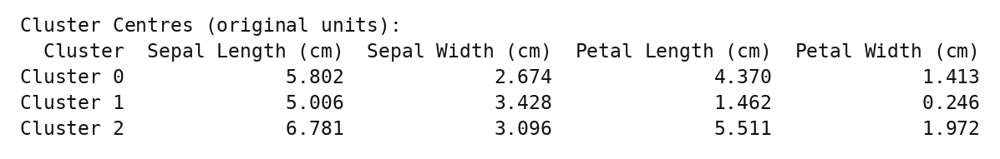 Cluster Centres (original units):
  Cluster  Sepal Length (cm)  Sepal Width (cm)  Petal Length (cm)  Petal Width (cm)
Cluster 0              5.802             2.674              4.370             1.413
Cluster 1              5.006             3.428              1.462             0.246
Cluster 2              6.781             3.096              5.511             1.972